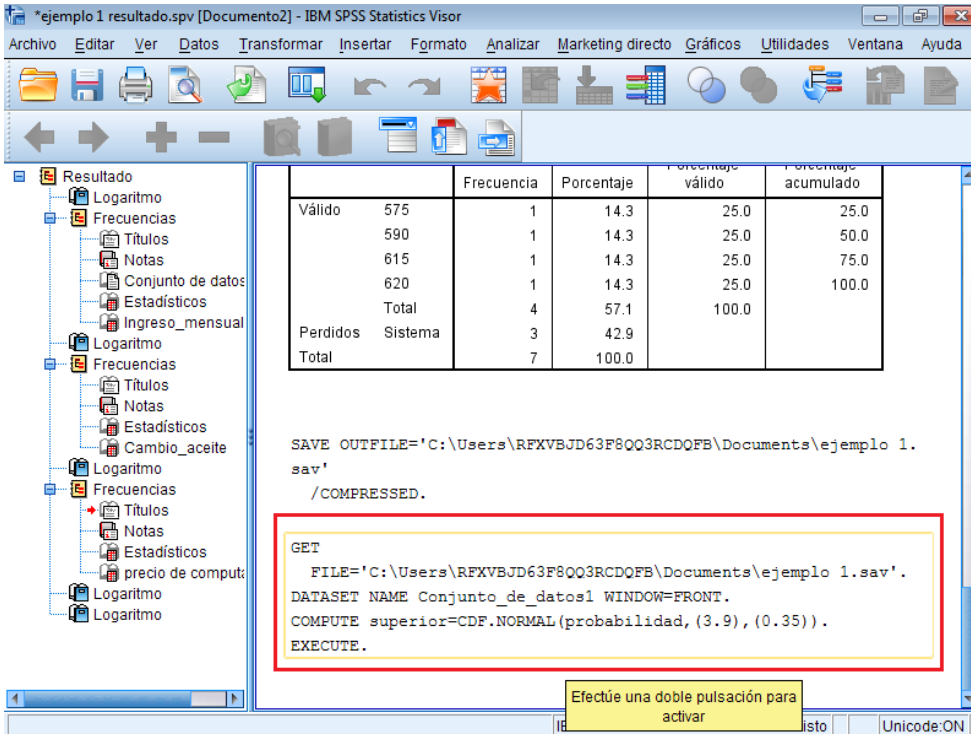 *ejemplo 1 resultado.spv [Documento2] - IBM SPSS Statistics Visor
Archivo Editar Ver Datos Transformar Insertar Formato Analizar Marketing directo Gráficos Utilidades Ventana Ayuda
Resultado
Logaritmo
Frecuencias
Títulos
Notas
Conjunto de datos
Estadísticos
Ingreso_mensual
Logaritmo
Frecuencias
Títulos
Notas
Estadísticos
Cambio_aceite
Logaritmo
Frecuencias
Títulos
Notas
Estadísticos
precio de computa
Logaritmo
Logaritmo
Frecuencia Porcentaje Porcentaje válido Porcentaje acumulado
Válido 575 1 14.3 25.0 25.0
590 1 14.3 25.0 50.0
615 1 14.3 25.0 75.0
620 1 14.3 25.0 100.0
Total 4 57.1 100.0
Perdidos Sistema 3 42.9
Total 7 100.0
SAVE OUTFILE='C:\Users\RFXVBJD63F8QQ3RCDQFB\Documents\ejemplo 1.
sav'
/COMPRESSED.
GET
FILE='C:\Users\RFXVBJD63F8QQ3RCDQFB\Documents\ejemplo 1.sav'.
DATASET NAME Conjunto_de_datos1 WINDOW=FRONT.
COMPUTE superior=CDF.NORMAL(probabilidad,(3.9),(0.35)).
EXECUTE.
Efectúe una doble pulsación para
activar
isto Unicode:ON